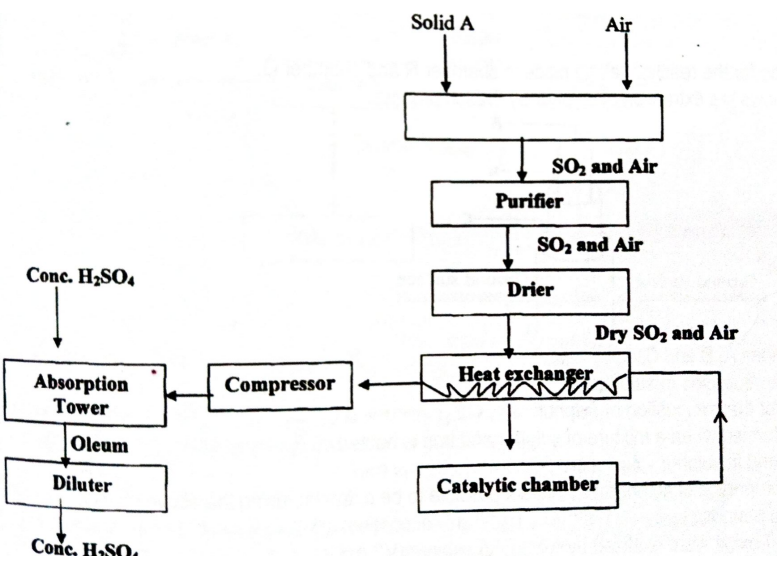 Solid A
Air
SO₂ and Air
Purifier
SO₂ and Air
Drier
Dry SO₂ and Air
Heat exchanger
Catalytic chamber
Compressor
Conc. H₂SO₄
Absorption
Tower
Oleum
Diluter
Conc. H₂SO₄